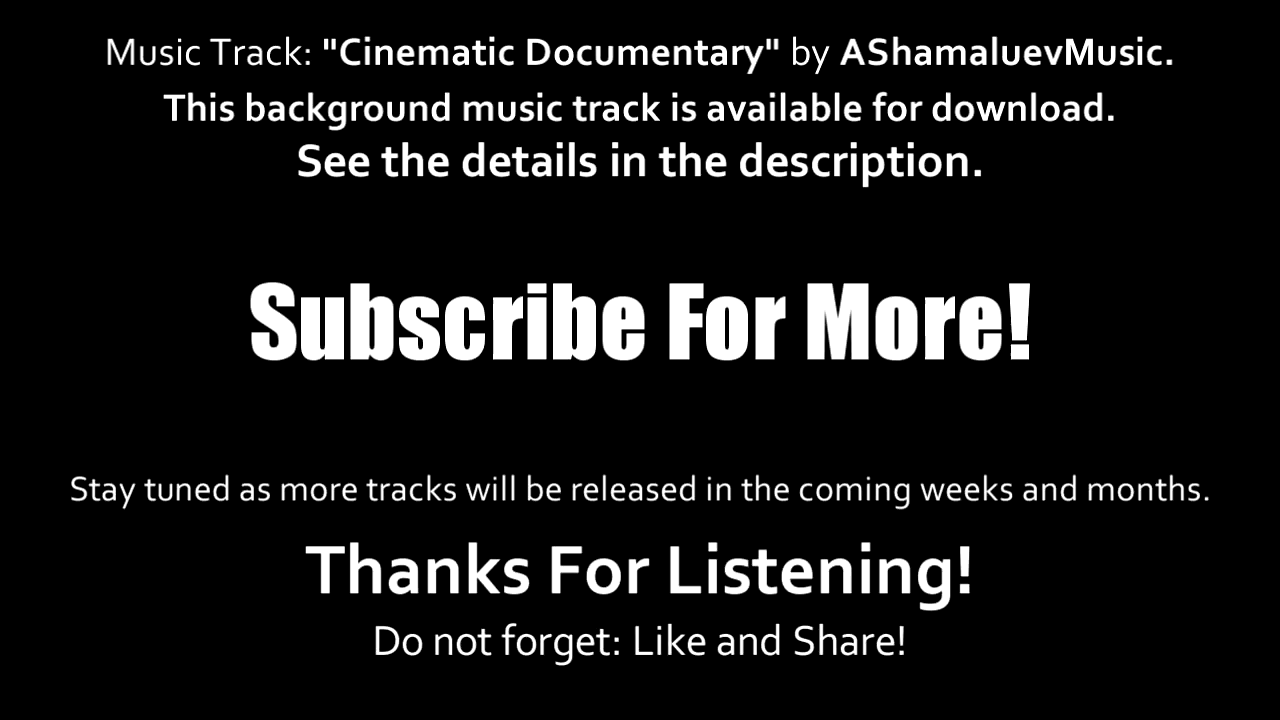 Music Track: "Cinematic Documentary" by AShamaluevMusic.
This background music track is available for download.
See the details in the description.
Subscribe For More!
Stay tuned as more tracks will be released in the coming weeks and months.
Thanks For Listening!
Do not forget: Like and Share!